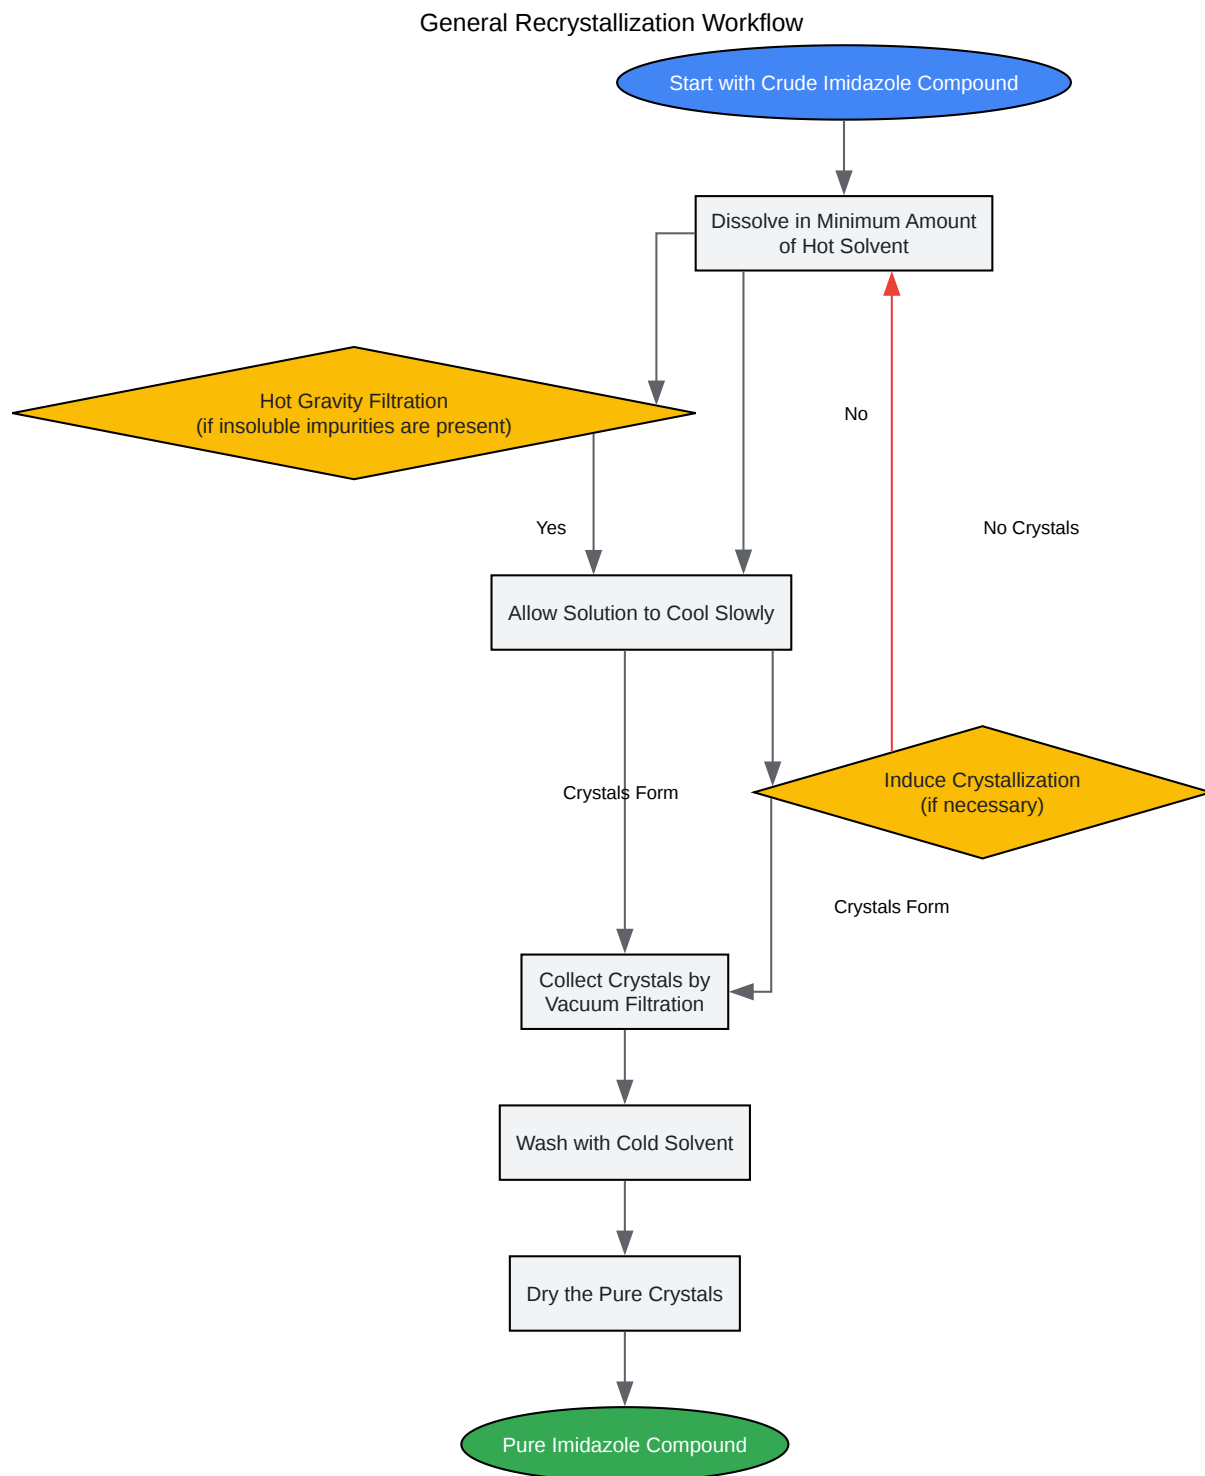 General Recrystallization Workflow
Start with Crude Imidazole Compound
Dissolve in Minimum Amount
of Hot Solvent
Hot Gravity Filtration
(if insoluble impurities are present)
No
Yes
No Crystals
Allow Solution to Cool Slowly
Induce Crystallization
(if necessary)
Crystals Form
Crystals Form
Collect Crystals by
Vacuum Filtration
Wash with Cold Solvent
Dry the Pure Crystals
Pure Imidazole Compound